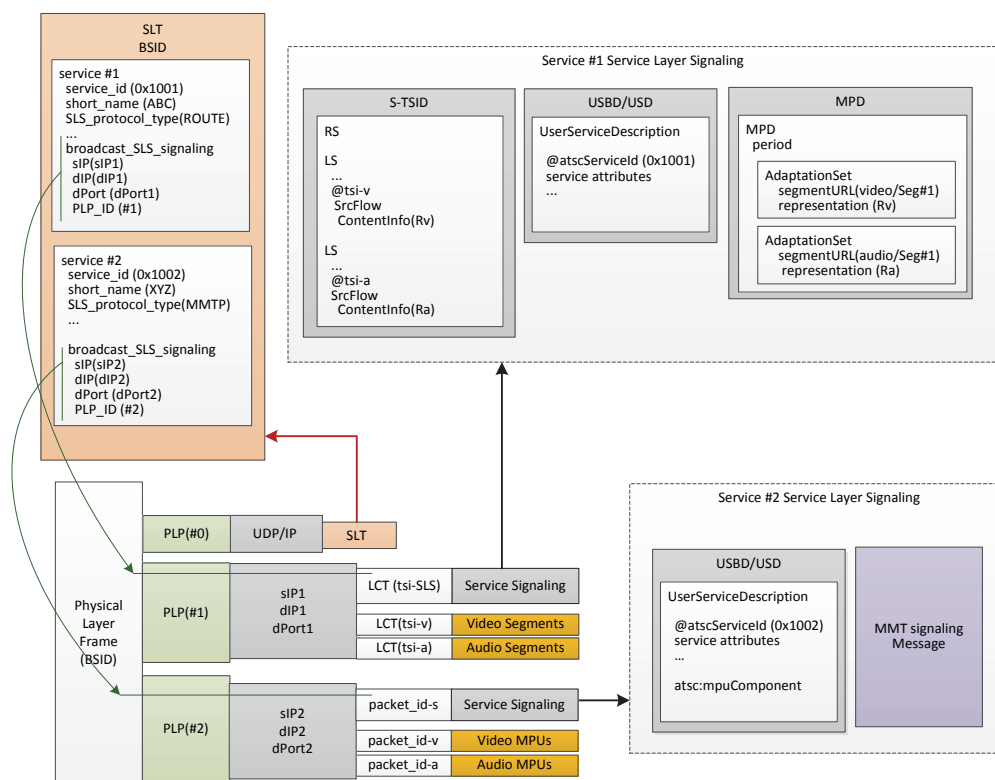 SLT
BSID
service #1
service_id (0x1001)
short_name (ABC)
SLS_protocol_type(ROUTE)
...
broadcast_SLS_signaling
sIP(sIP1)
dIP(dIP1)
dPort (dPort1)
PLP_ID (#1)
service #2
service_id (0x1002)
short_name (XYZ)
SLS_protocol_type(MMTP)
...
broadcast_SLS_signaling
sIP(sIP2)
dIP(dIP2)
dPort (dPort2)
PLP_ID (#2)
Service #1 Service Layer Signaling
S-TSID
RS
LS
...
@tsi-v
SrcFlow
ContentInfo(Rv)
LS
...
@tsi-a
SrcFlow
ContentInfo(Ra)
USBD/USD
UserServiceDescription
@atscServiceId (0x1001)
service attributes
...
MPD
MPD
period
AdaptationSet
segmentURL(video/Seg#1)
representation (Rv)
AdaptationSet
segmentURL(audio/Seg#1)
representation (Ra)
Physical
Layer
Frame
(BSID)
PLP(#0)
UDP/IP
SLT
PLP(#1)
sIP1
dIP1
dPort1
LCT (tsi-SLS)
Service Signaling
LCT(tsi-v)
Video Segments
LCT(tsi-a)
Audio Segments
PLP(#2)
sIP2
dIP2
dPort2
packet_id-s
Service Signaling
packet_id-v
Video MPUs
packet_id-a
Audio MPUs
Service #2 Service Layer Signaling
USBD/USD
UserServiceDescription
@atscServiceId (0x1002)
service attributes
...
atsc:mpuComponent
MMT signaling
Message